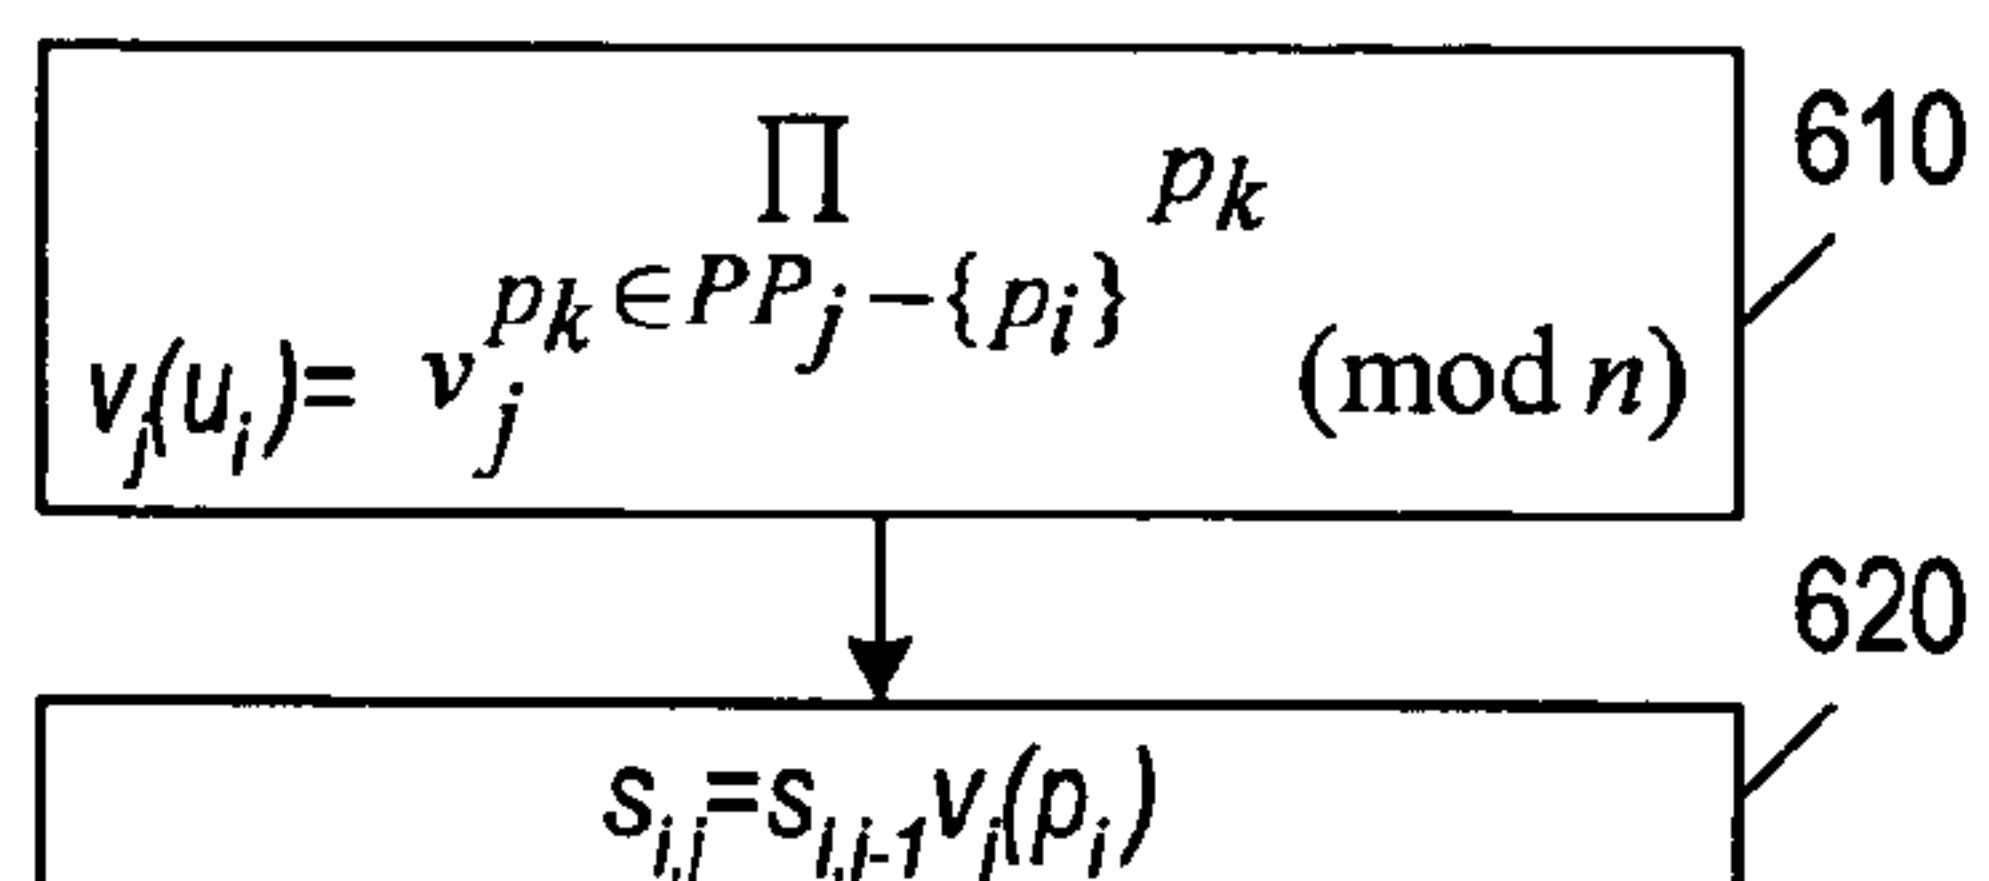 ∏ p_k
p_k∈PP_j−{p_i}
v_j(u_i)= v_j (mod n)
610
620
s_{i,j}=s_{i,j-1}v_j(p_i)